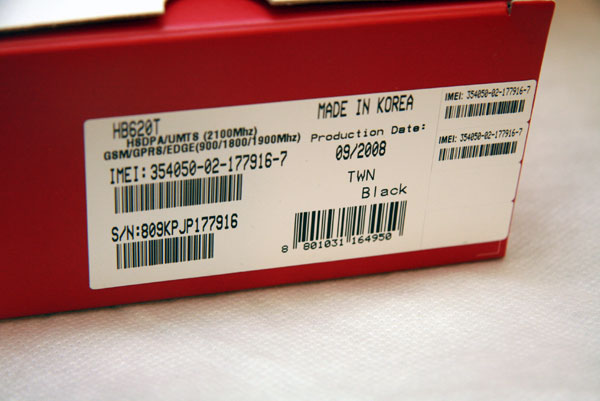 HB620T
HSDPA/UMTS (2100Mhz)
GSM/GPRS/EDGE(900/1800/1900Mhz)
IMEI: 354050-02-177916-7
S/N:809KPJP177916
MADE IN KOREA
Production Date:
09/2008
TWN
Black
8 801031 164950
IMEI: 354050-02-177916-7
IMEI: 354050-02-177916-7